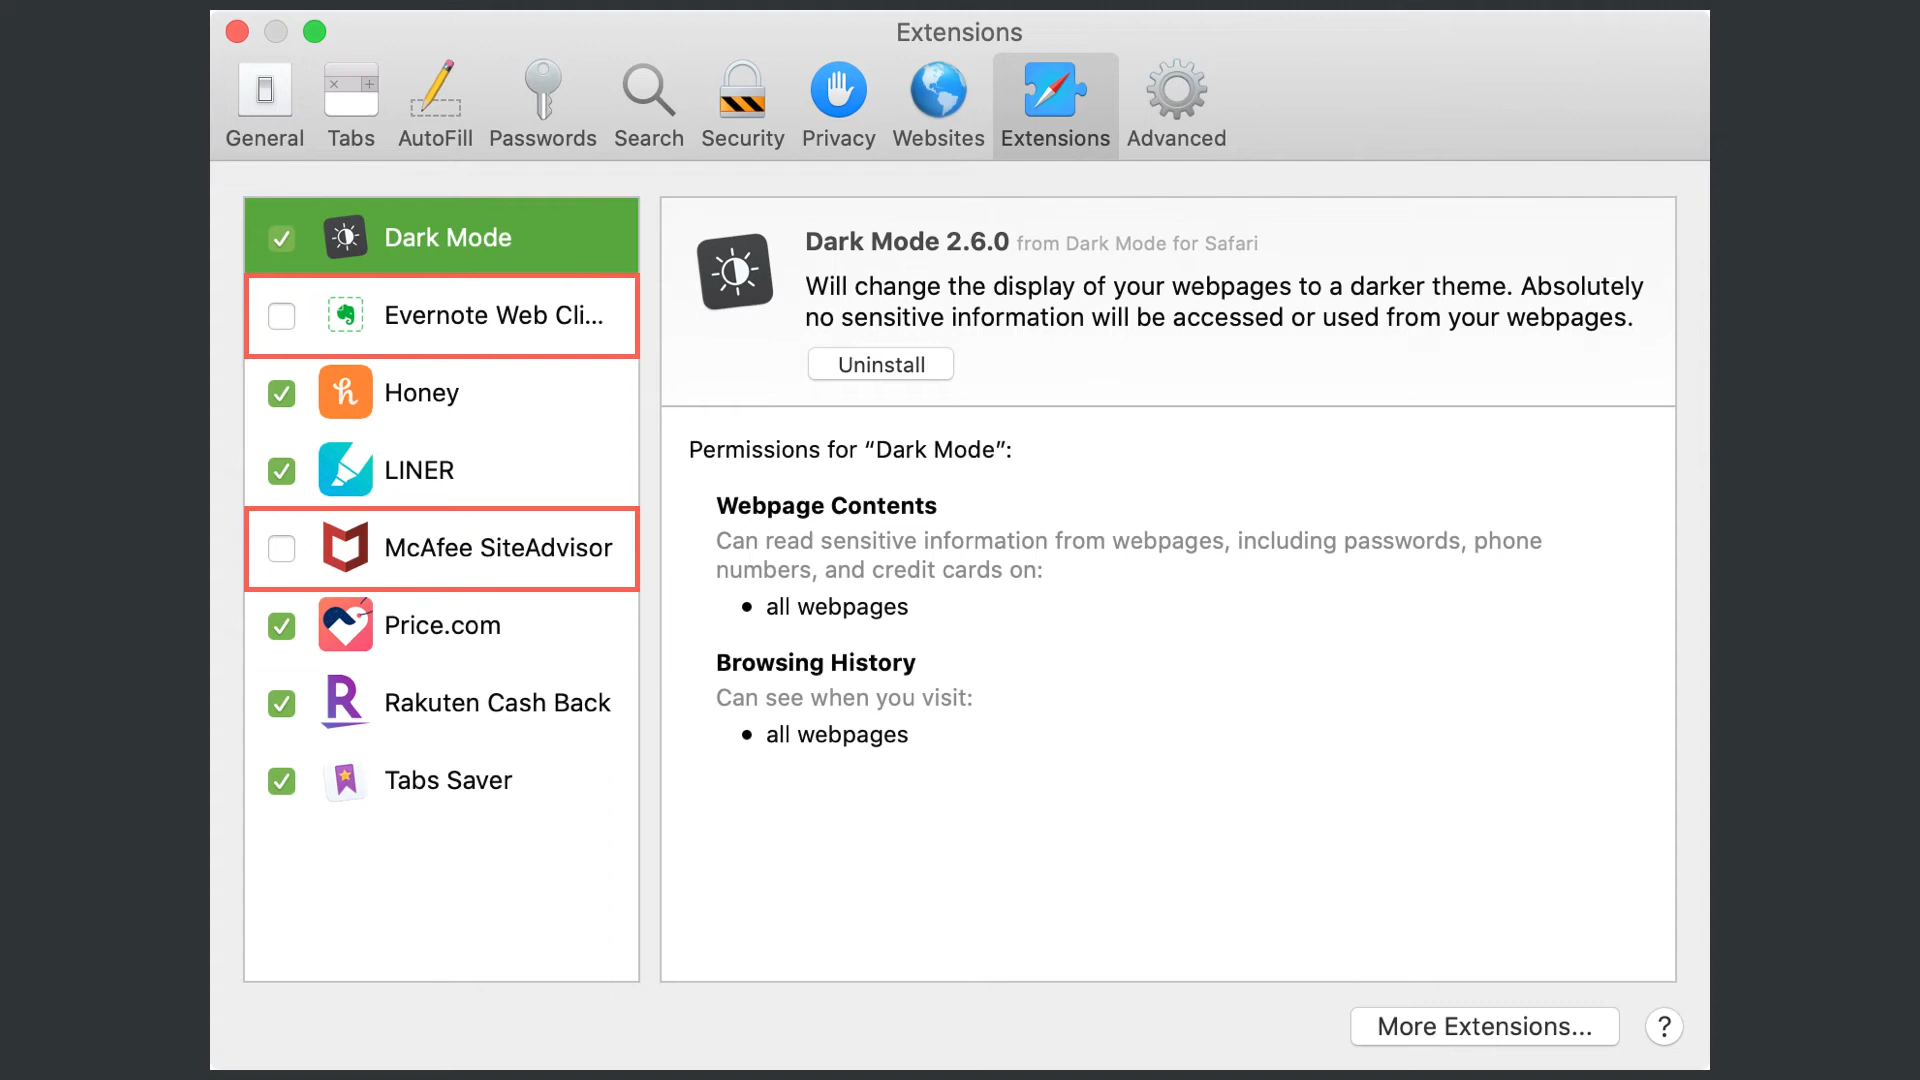 Extensions
General Tabs AutoFill Passwords Search Security Privacy Websites Extensions Advanced
Dark Mode
Evernote Web Cli...
Honey
LINER
McAfee SiteAdvisor
Price.com
Rakuten Cash Back
Tabs Saver
Dark Mode 2.6.0 from Dark Mode for Safari
Will change the display of your webpages to a darker theme. Absolutely
no sensitive information will be accessed or used from your webpages.
Uninstall
Permissions for “Dark Mode”:
Webpage Contents
Can read sensitive information from webpages, including passwords, phone
numbers, and credit cards on:
• all webpages
Browsing History
Can see when you visit:
• all webpages
More Extensions...
?